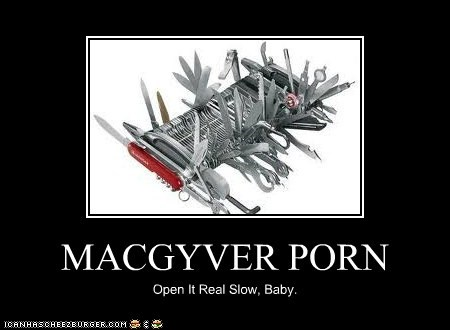 MACGYVER PORN
Open It Real Slow, Baby.
ICANHASCHEEZBURGER.COM